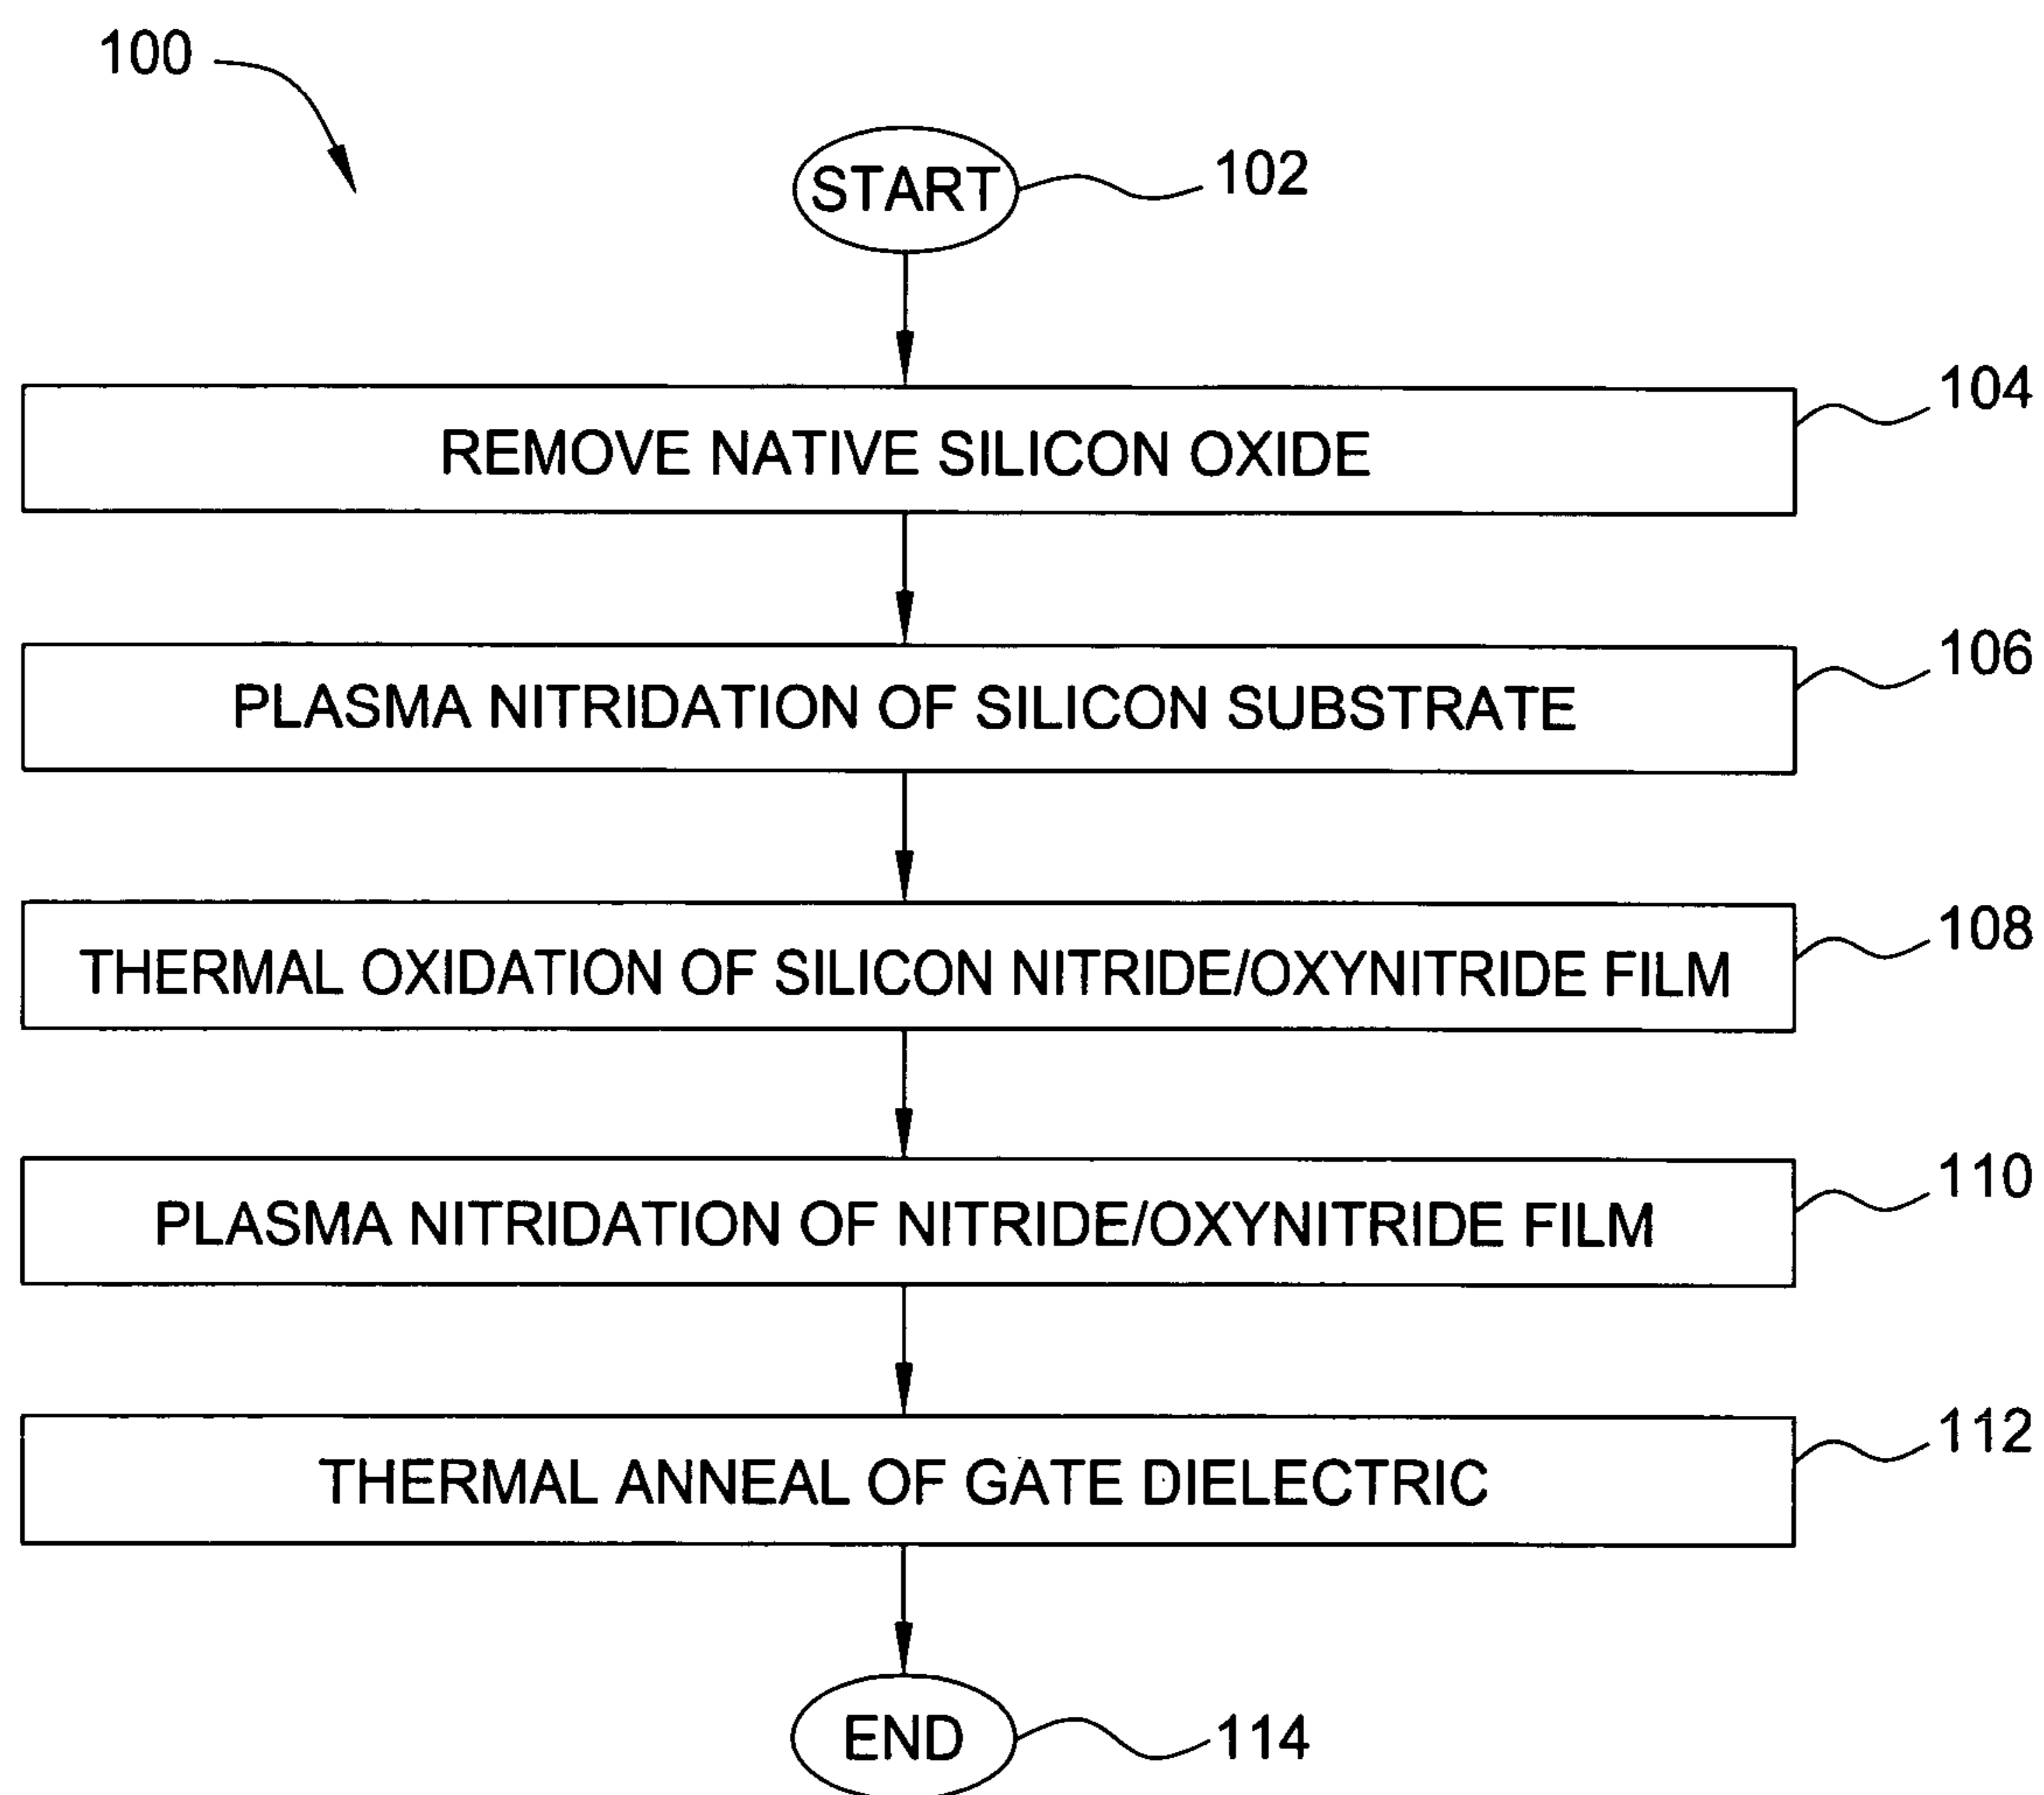 100
START
102
104
REMOVE NATIVE SILICON OXIDE
106
PLASMA NITRIDATION OF SILICON SUBSTRATE
108
THERMAL OXIDATION OF SILICON NITRIDE/OXYNITRIDE FILM
110
PLASMA NITRIDATION OF NITRIDE/OXYNITRIDE FILM
112
THERMAL ANNEAL OF GATE DIELECTRIC
END
114